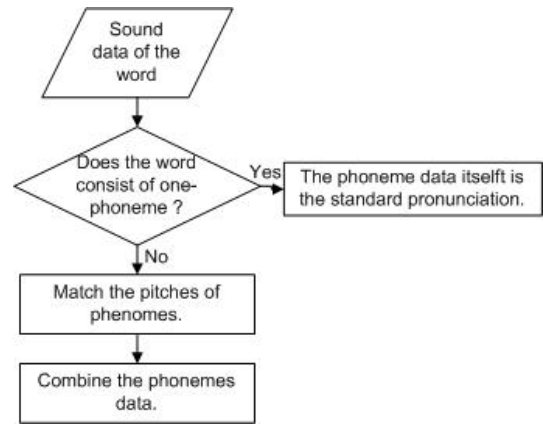 Sound
data of the
word
Does the word
consist of one-
phoneme ?
Yes
The phoneme data itselft is
the standard pronunciation.
No
Match the pitches of
phenomes.
Combine the phonemes
data.